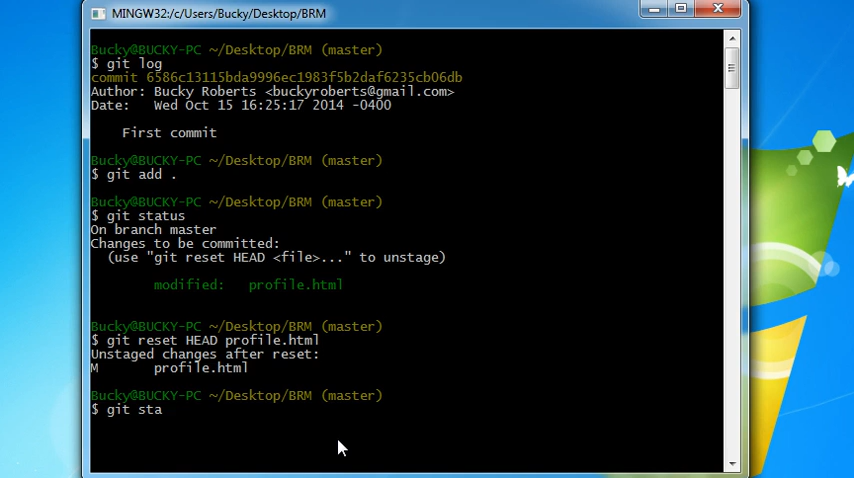 MINGW32:/c/Users/Bucky/Desktop/BRM
Bucky@BUCKY-PC ~/Desktop/BRM (master)
$ git log
commit 6586c13115bda9996ec1983f5b2daf6235cb06db
Author: Bucky Roberts <buckyroberts@gmail.com>
Date:   Wed Oct 15 16:25:17 2014 -0400
First commit
Bucky@BUCKY-PC ~/Desktop/BRM (master)
$ git add .
Bucky@BUCKY-PC ~/Desktop/BRM (master)
$ git status
On branch master
Changes to be committed:
(use "git reset HEAD <file>..." to unstage)
modified:   profile.html
Bucky@BUCKY-PC ~/Desktop/BRM (master)
$ git reset HEAD profile.html
Unstaged changes after reset:
M       profile.html
Bucky@BUCKY-PC ~/Desktop/BRM (master)
$ git sta